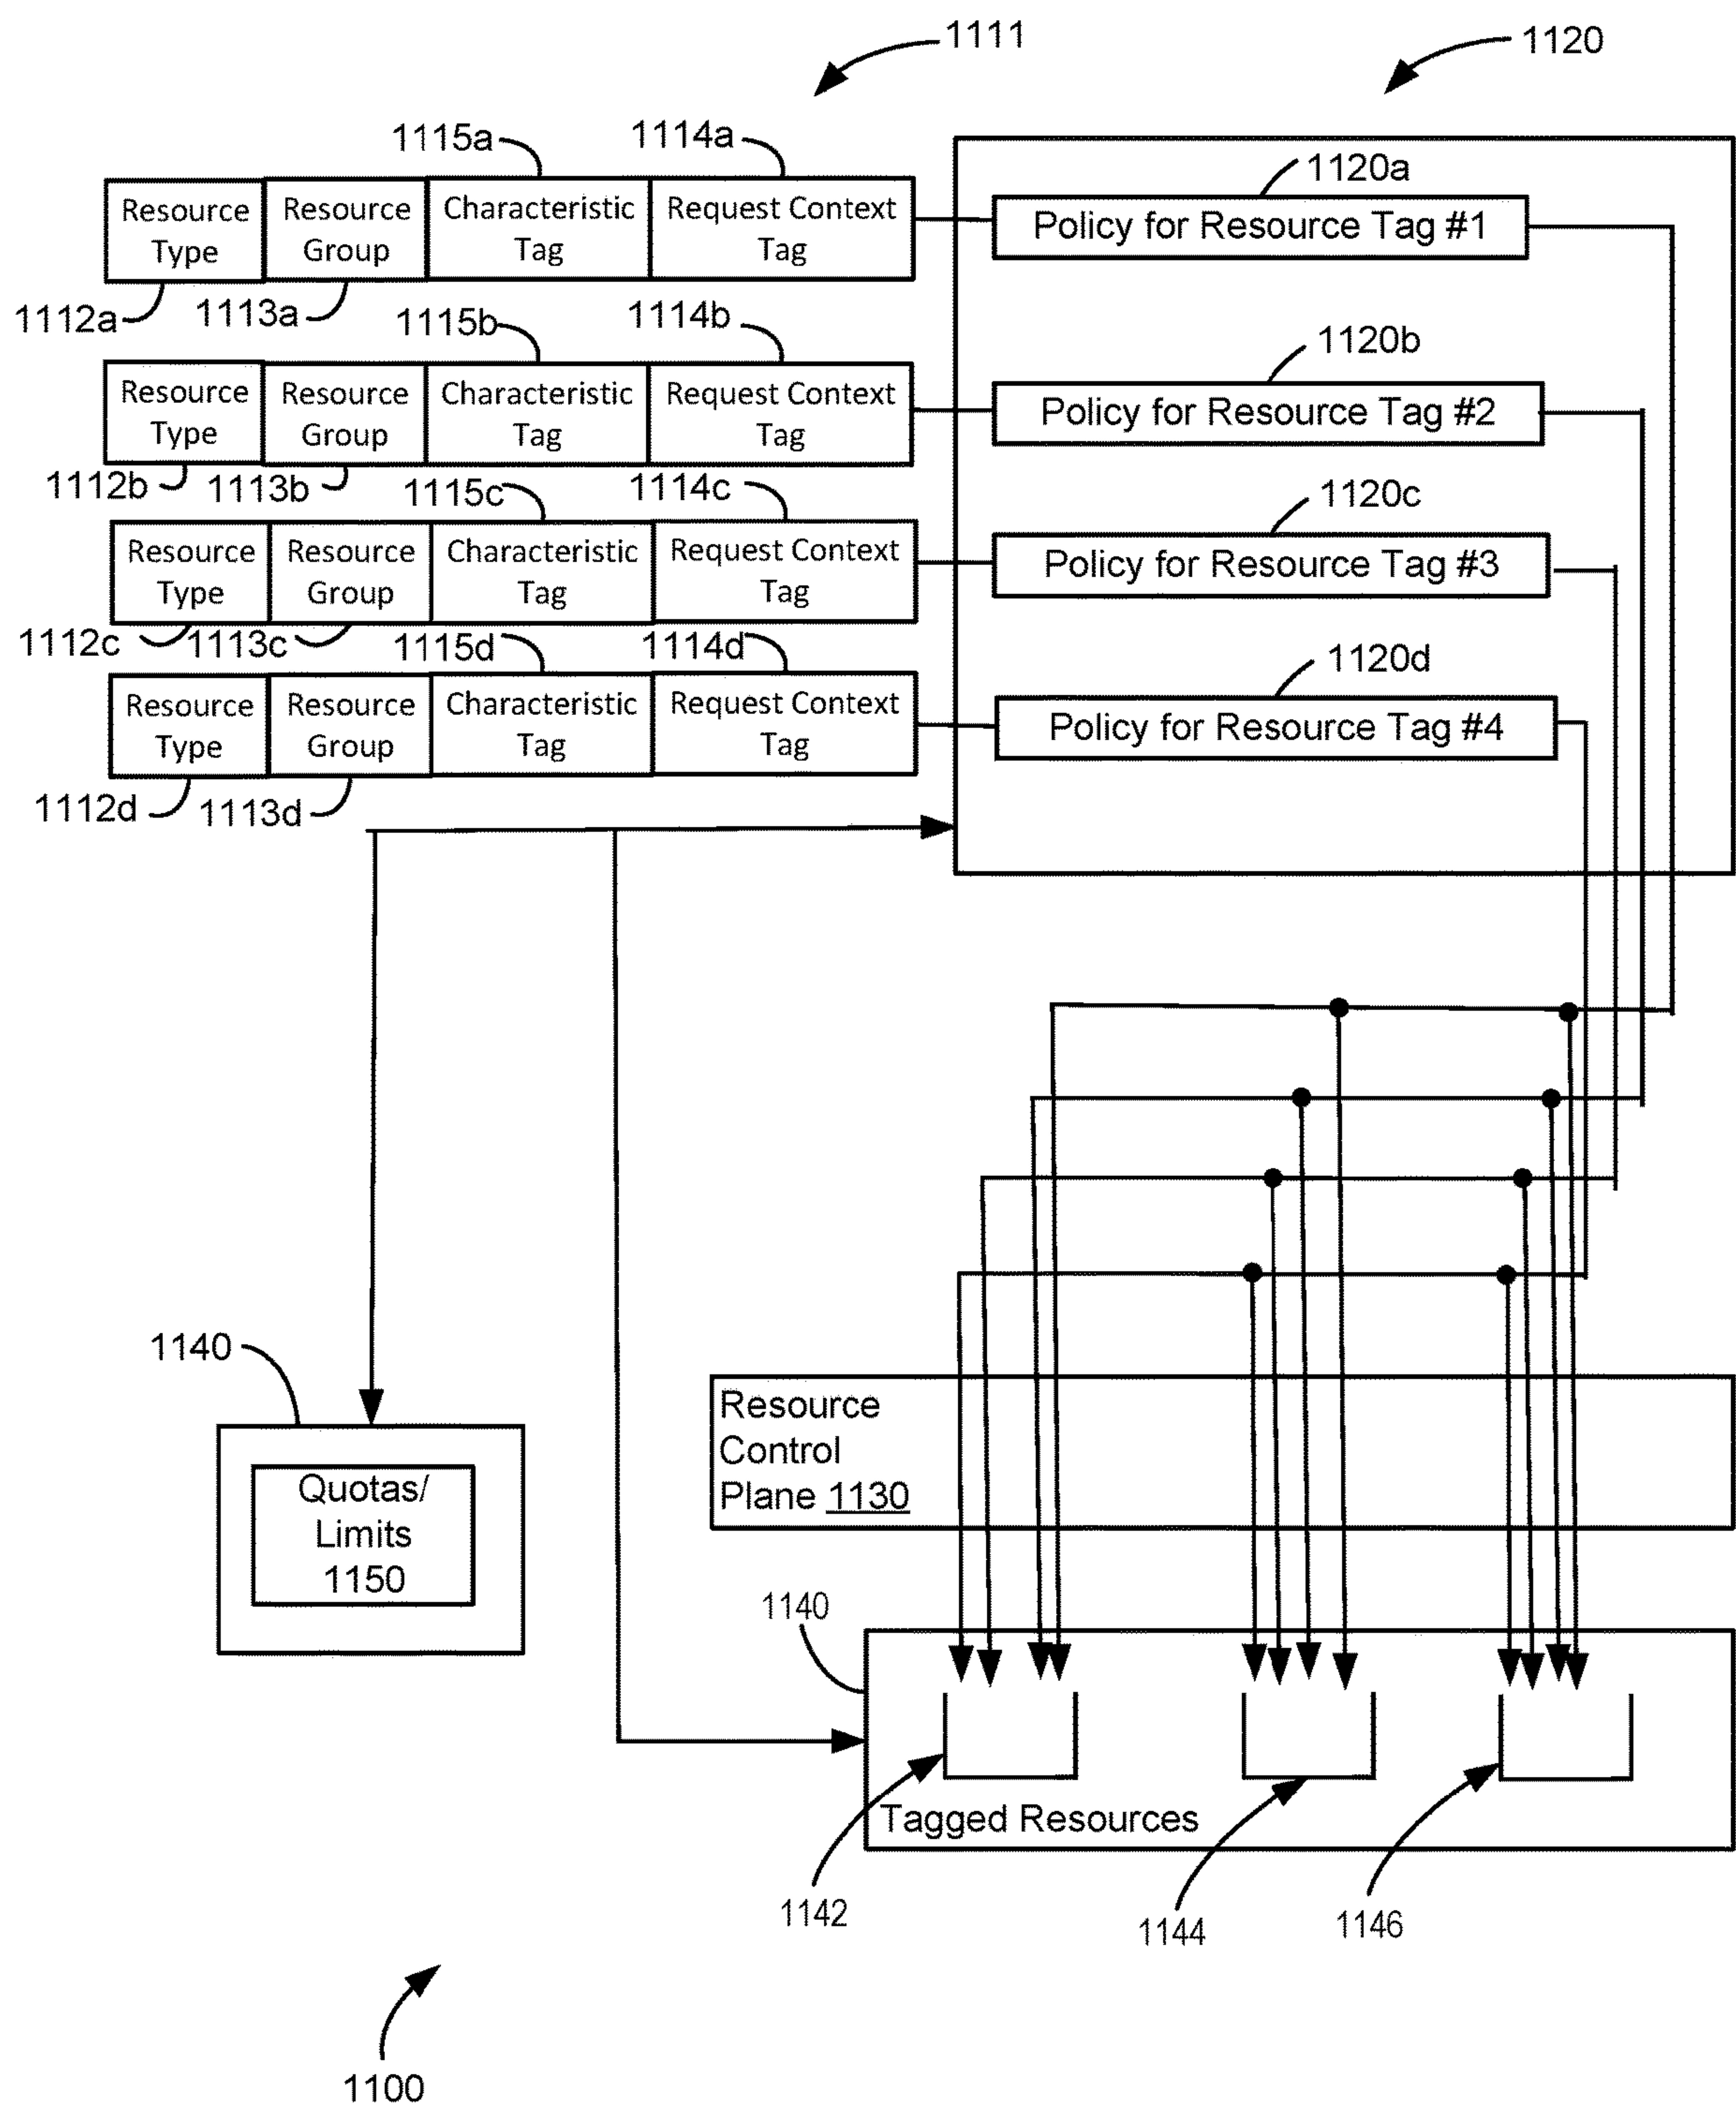 1111
1120
1115a
1114a
1120a
Resource
Type
Resource
Group
Characteristic
Tag
Request Context
Tag
Policy for Resource Tag #1
1112a
1113a
1115b
1114b
1120b
Resource
Type
Resource
Group
Characteristic
Tag
Request Context
Tag
Policy for Resource Tag #2
1112b
1113b
1115c
1114c
1120c
Resource
Type
Resource
Group
Characteristic
Tag
Request Context
Tag
Policy for Resource Tag #3
1112c
1113c
1115d
1114d
1120d
Resource
Type
Resource
Group
Characteristic
Tag
Request Context
Tag
Policy for Resource Tag #4
1112d
1113d
1140
Quotas/
Limits
1150
Resource
Control
Plane 1130
1140
Tagged Resources
1142
1144
1146
1100